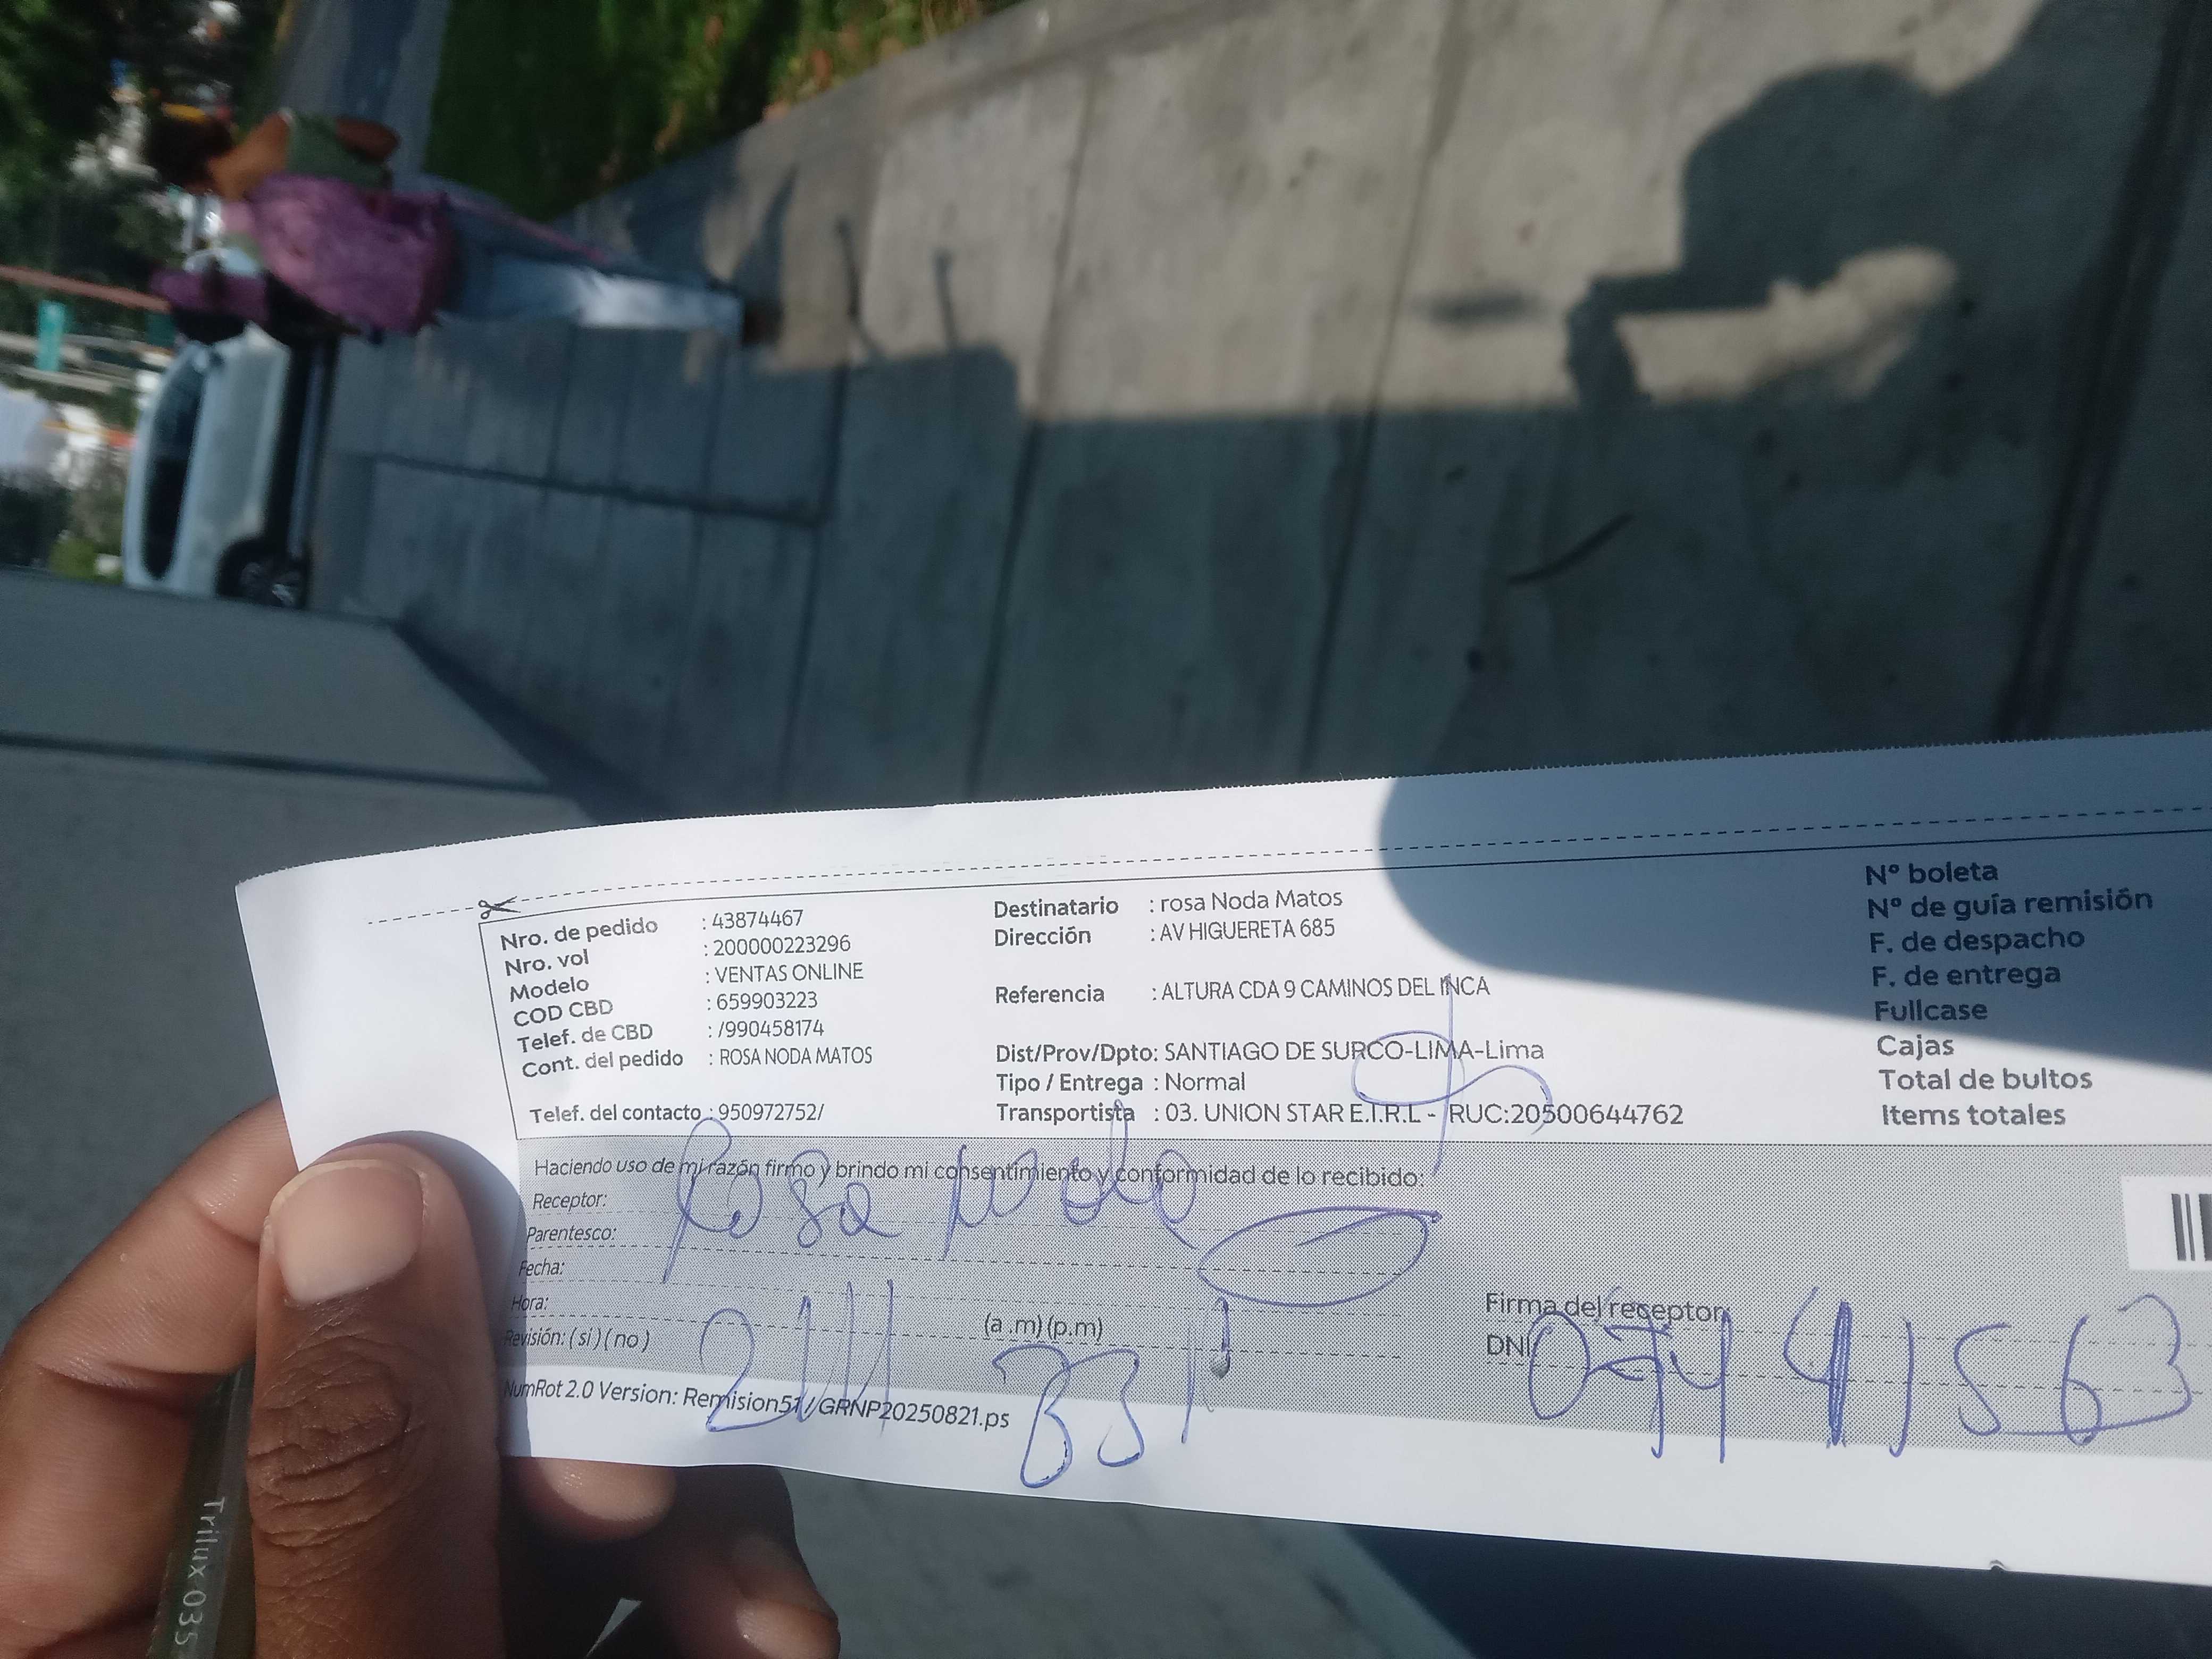 Nro. de pedido : 43874467
Nro. vol : 200000223296
Modelo : VENTAS ONLINE
COD CBD : 659903223
Telef. de CBD : /990458174
Cont. del pedido : ROSA NODA MATOS
Telef. del contacto : 950972752/
Destinatario : rosa Noda Matos
Dirección : AV HIGUERETA 685
Referencia : ALTURA CDA 9 CAMINOS DEL INCA
Dist/Prov/Dpto: SANTIAGO DE SURCO-LIMA-Lima
Tipo / Entrega : Normal
Transportista : 03. UNION STAR E.I.R.L - RUC:20500644762
Nº boleta
Nº de guía remisión
F. de despacho
F. de entrega
Fullcase
Cajas
Total de bultos
Items totales
Haciendo uso de mi razón firmo y brindo mi consentimiento y conformidad de lo recibido:
Receptor: Rosa Noda
Parentesco:
Fecha:
Hora: (a .m) (p.m)
Revisión: ( si ) ( no )
Firma del receptor:
DNI
NumRot 2.0 Version: Remision51 / GRNP20250821.ps
Trilux 035